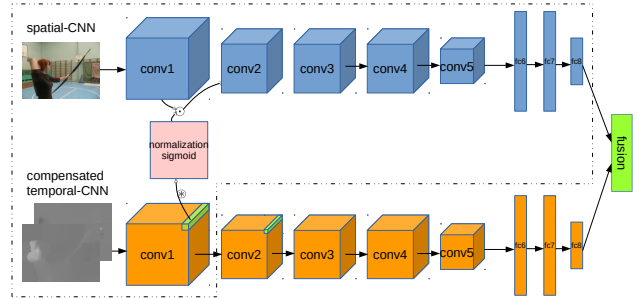 spatial-CNN
conv1
conv2
conv3
conv4
conv5
fc6
fc7
fc8
normalization
sigmoid
fusion
compensated
temporal-CNN
conv1
conv2
conv3
conv4
conv5
fc6
fc7
fc8